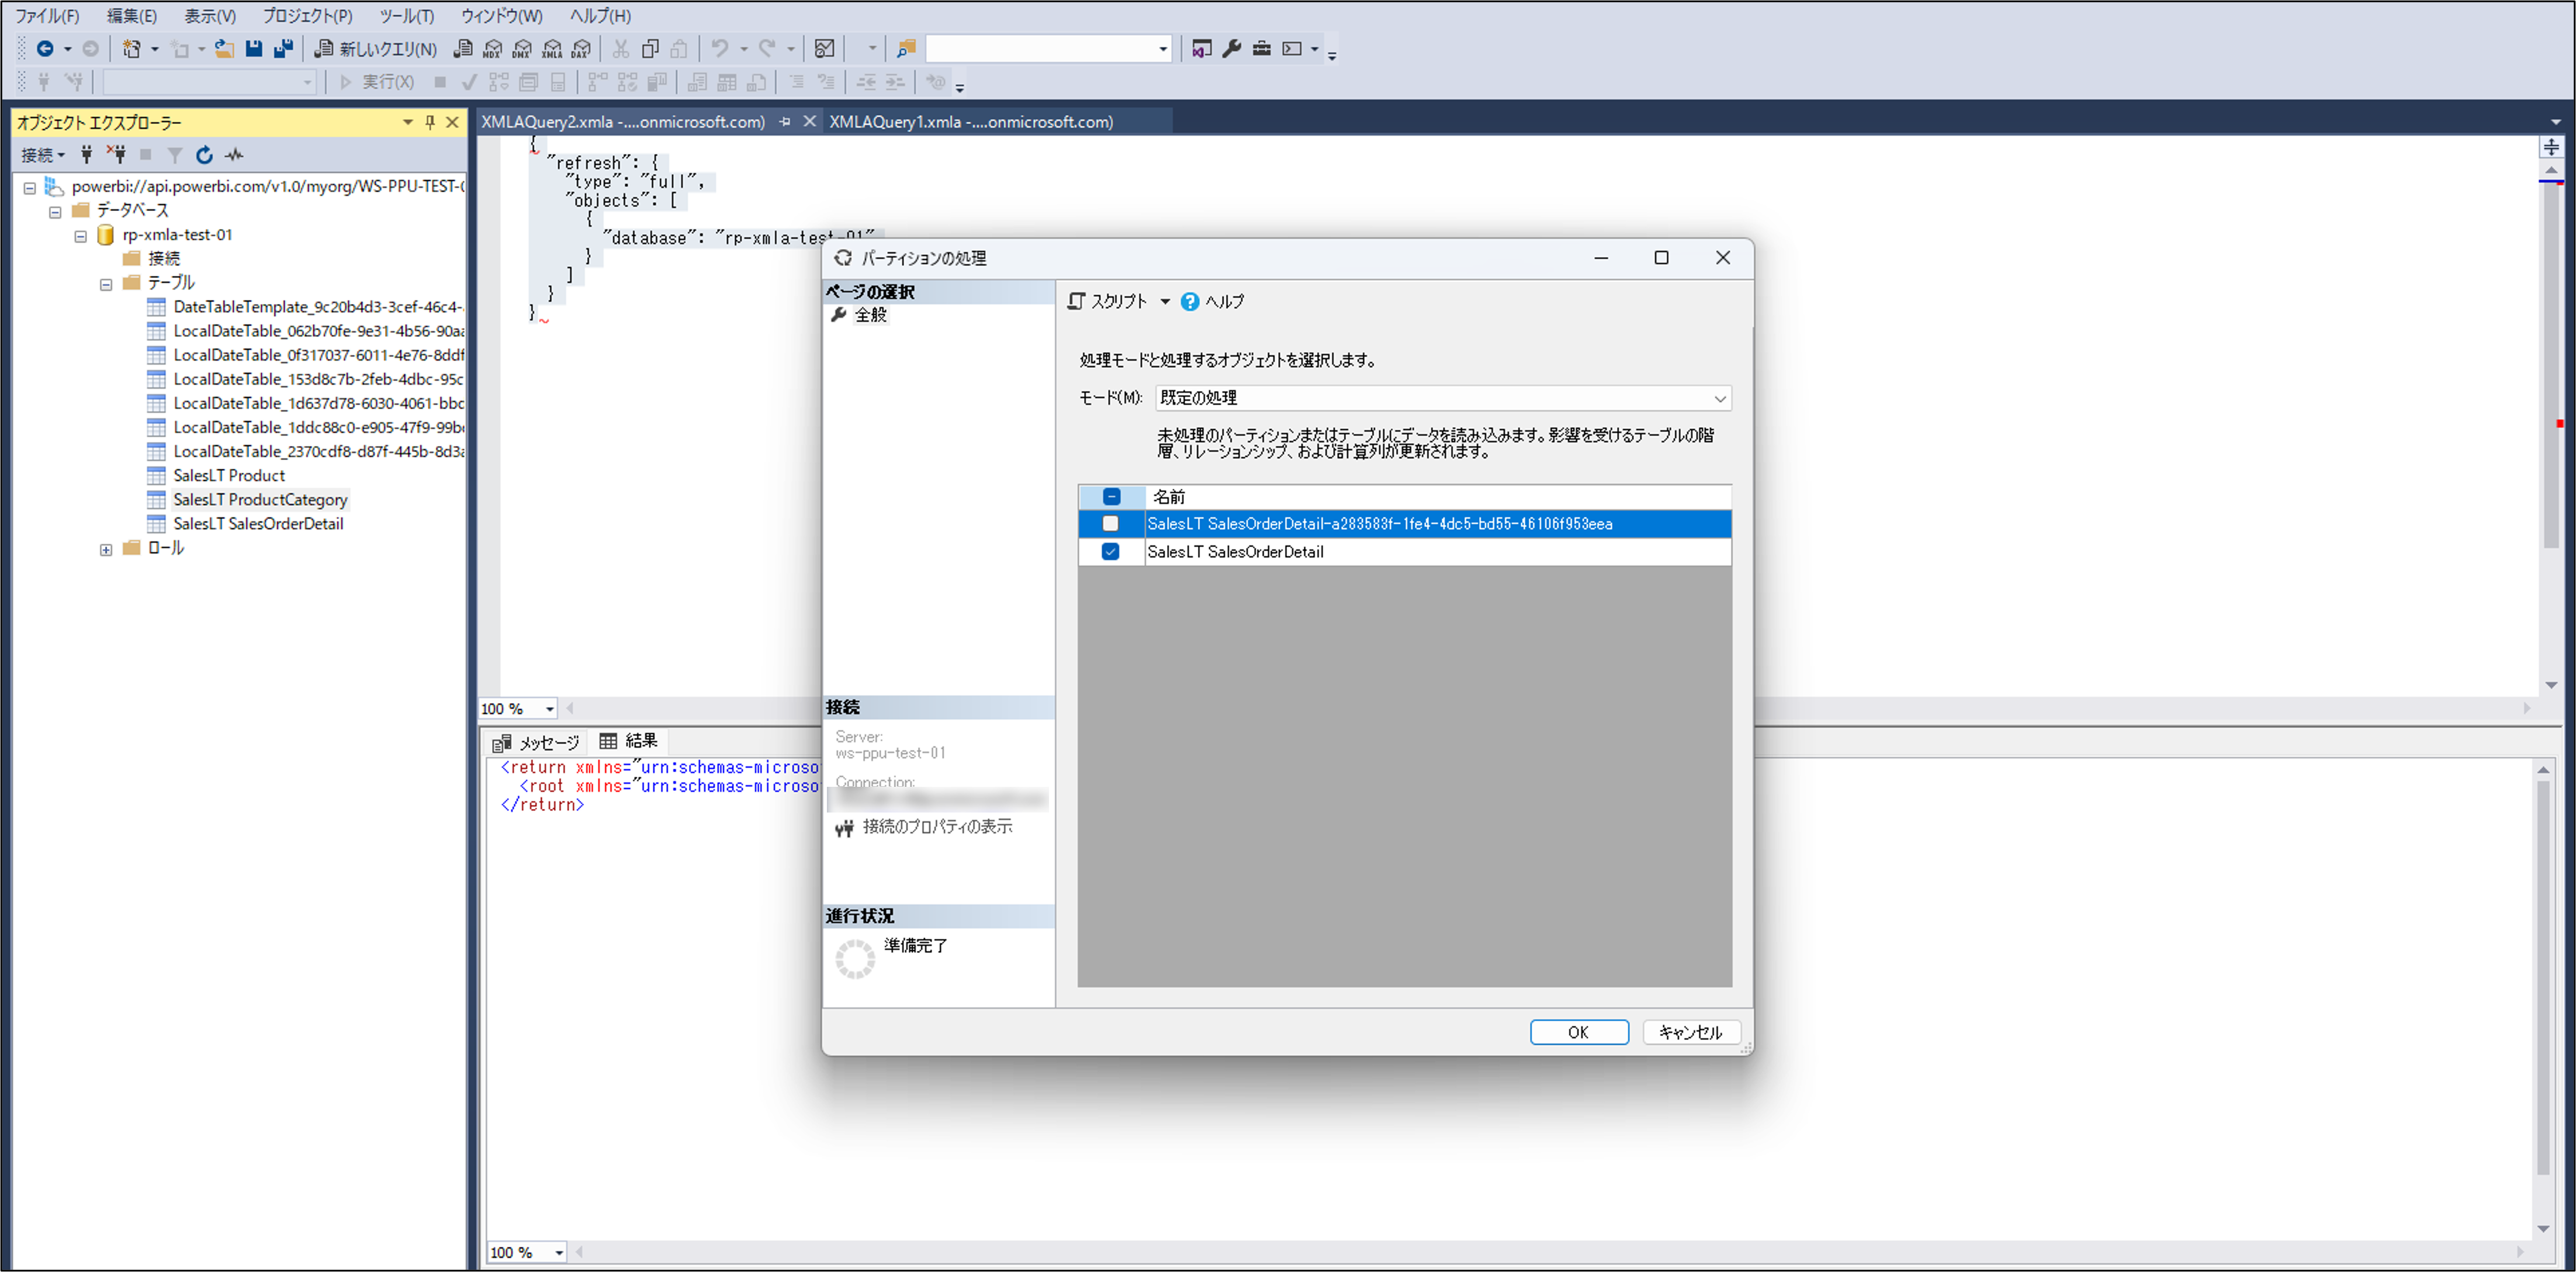 ファイル(F) 編集(E) 表示(V) プロジェクト(P) ツール(T) ウィンドウ(W) ヘルプ(H)
新しいクエリ(N) MDX DMX XMLA DAX
実行(X)
オブジェクト エクスプローラー
接続
powerbi://api.powerbi.com/v1.0/myorg/WS-PPU-TEST-
データベース
rp-xmla-test-01
接続
テーブル
DateTableTemplate_9c20b4d3-3cef-46c4-
LocalDateTable_062b70fe-9e31-4b56-90a
LocalDateTable_0f317037-6011-4e76-8ddf
LocalDateTable_153d8c7b-2feb-4dbc-95c
LocalDateTable_1d637d78-6030-4061-bbc
LocalDateTable_1ddc88c0-e905-47f9-99b
LocalDateTable_2370cdf8-d87f-445b-8d3
SalesLT Product
SalesLT ProductCategory
SalesLT SalesOrderDetail
ロール
XMLAQuery2.xmla -....onmicrosoft.com) XMLAQuery1.xmla -....onmicrosoft.com)
{
"refresh": {
"type": "full",
"objects": [
{
"database": "rp-xmla-test-01"
}
]
}
}
100 %
メッセージ 結果
<return xmlns="urn:schemas-microso
<root xmlns="urn:schemas-microso
</return>
100 %
パーティションの処理
ページの選択
全般
接続
Server:
ws-ppu-test-01
Connection:
接続のプロパティの表示
進行状況
準備完了
スクリプト ヘルプ
処理モードと処理するオブジェクトを選択します。
モード(M): 既定の処理
未処理のパーティションまたはテーブルにデータを読み込みます。影響を受けるテーブルの階
層、リレーションシップ、および計算列が更新されます。
名前
SalesLT SalesOrderDetail-a283583f-1fe4-4dc5-bd55-46106f953eea
SalesLT SalesOrderDetail
OK キャンセル